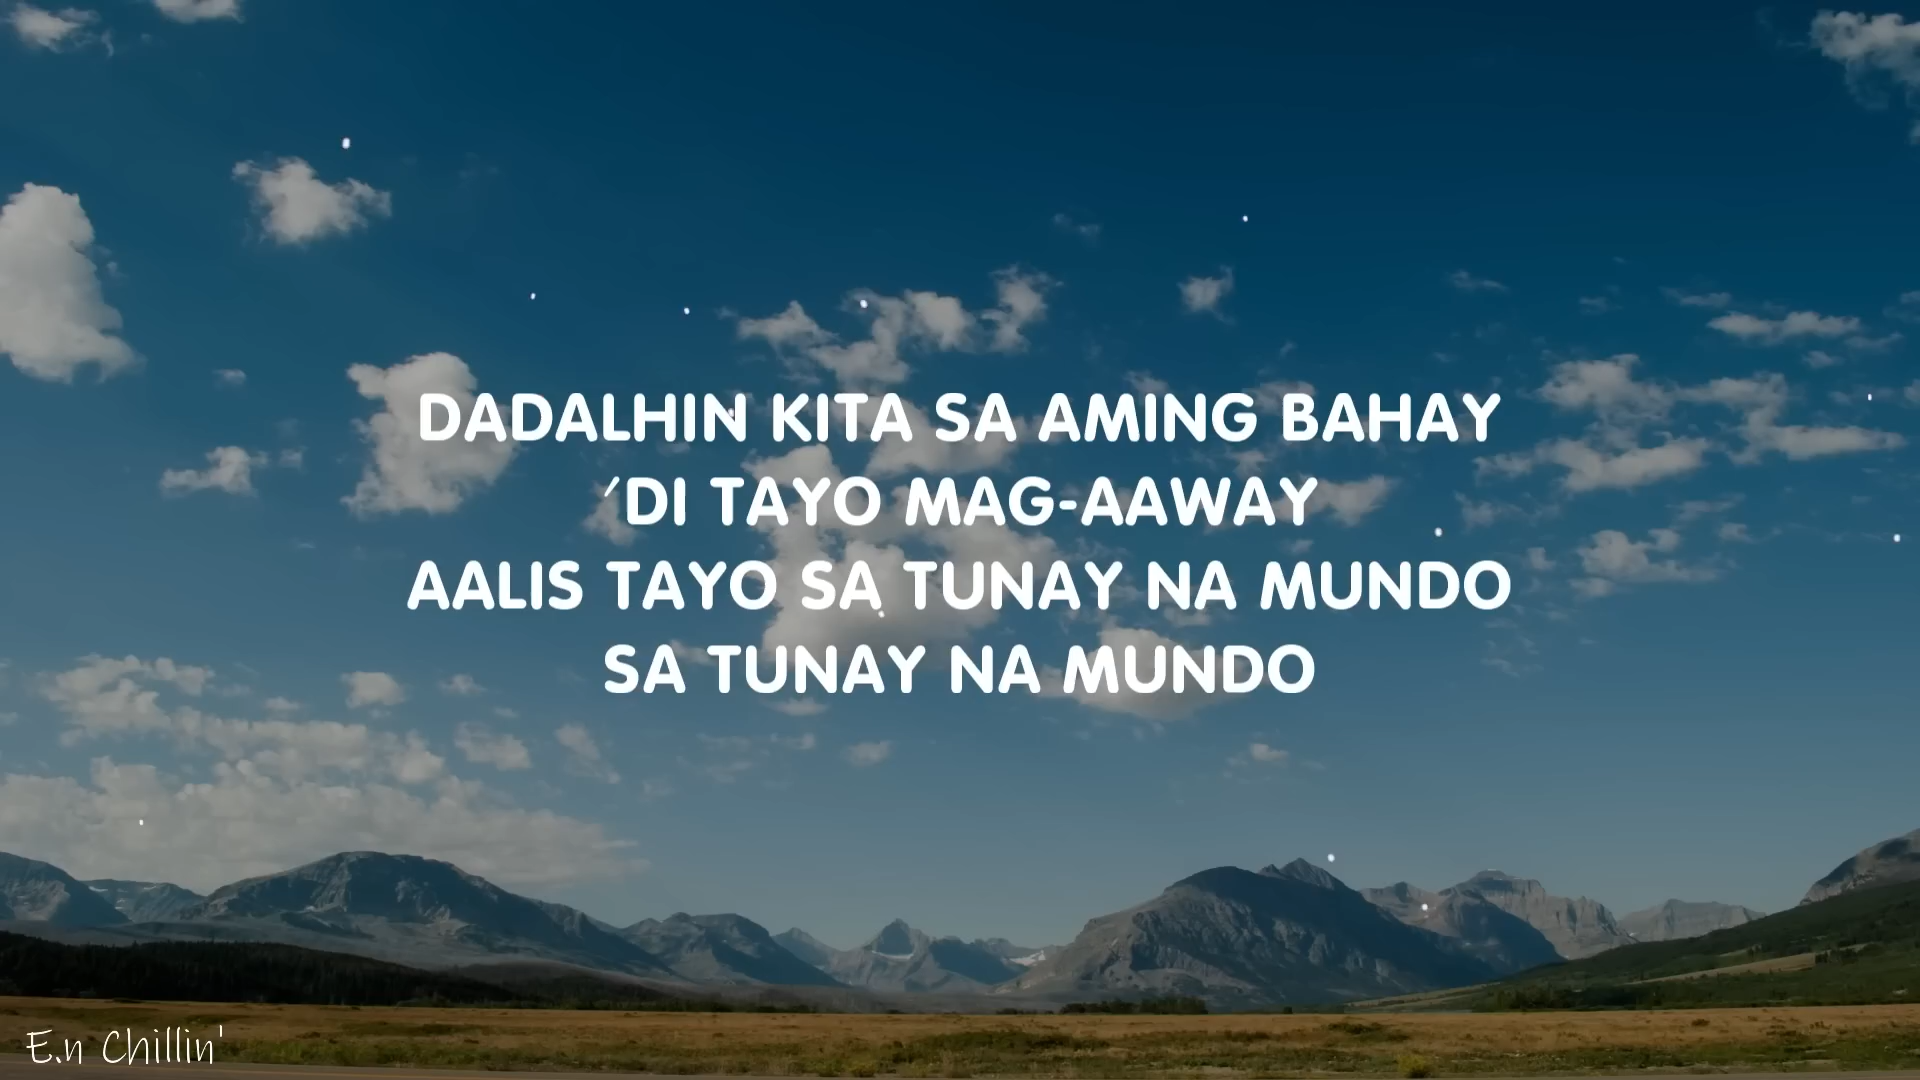 DADALHIN KITA SA AMING BAHAY
'DI TAYO MAG-AAWAY
AALIS TAYO SA TUNAY NA MUNDO
SA TUNAY NA MUNDO
E.n Chillin'